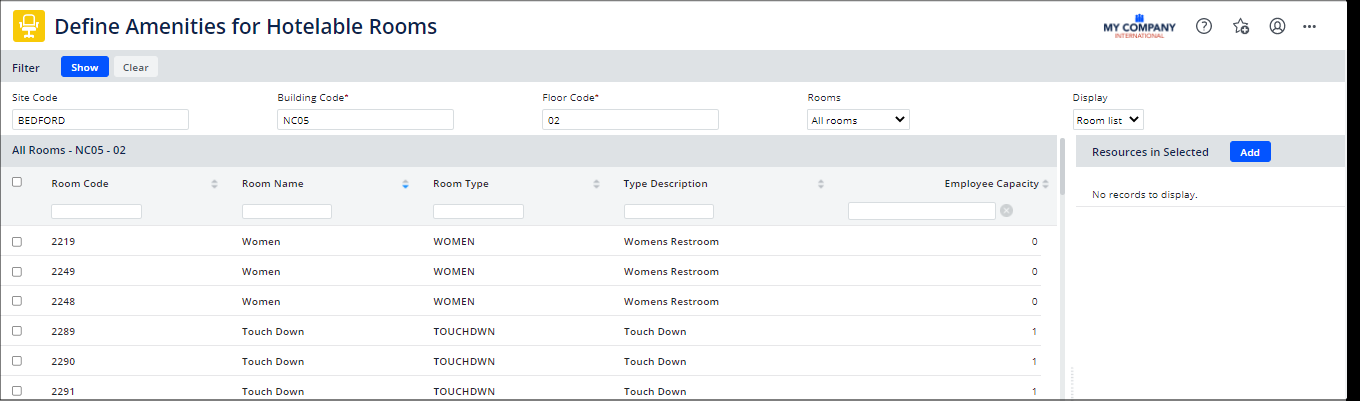 Define Amenities for Hotelable Rooms
MY COMPANY
INTERNATIONAL
Filter Show Clear
Site Code Building Code* Floor Code* Rooms Display
BEDFORD NC05 02 All rooms Room list
All Rooms - NC05 - 02
Resources in Selected Add
Room Code Room Name Room Type Type Description Employee Capacity
No records to display.
2219 Women WOMEN Womens Restroom 0
2249 Women WOMEN Womens Restroom 0
2248 Women WOMEN Womens Restroom 0
2289 Touch Down TOUCHDWN Touch Down 1
2290 Touch Down TOUCHDWN Touch Down 1
2291 Touch Down TOUCHDWN Touch Down 1